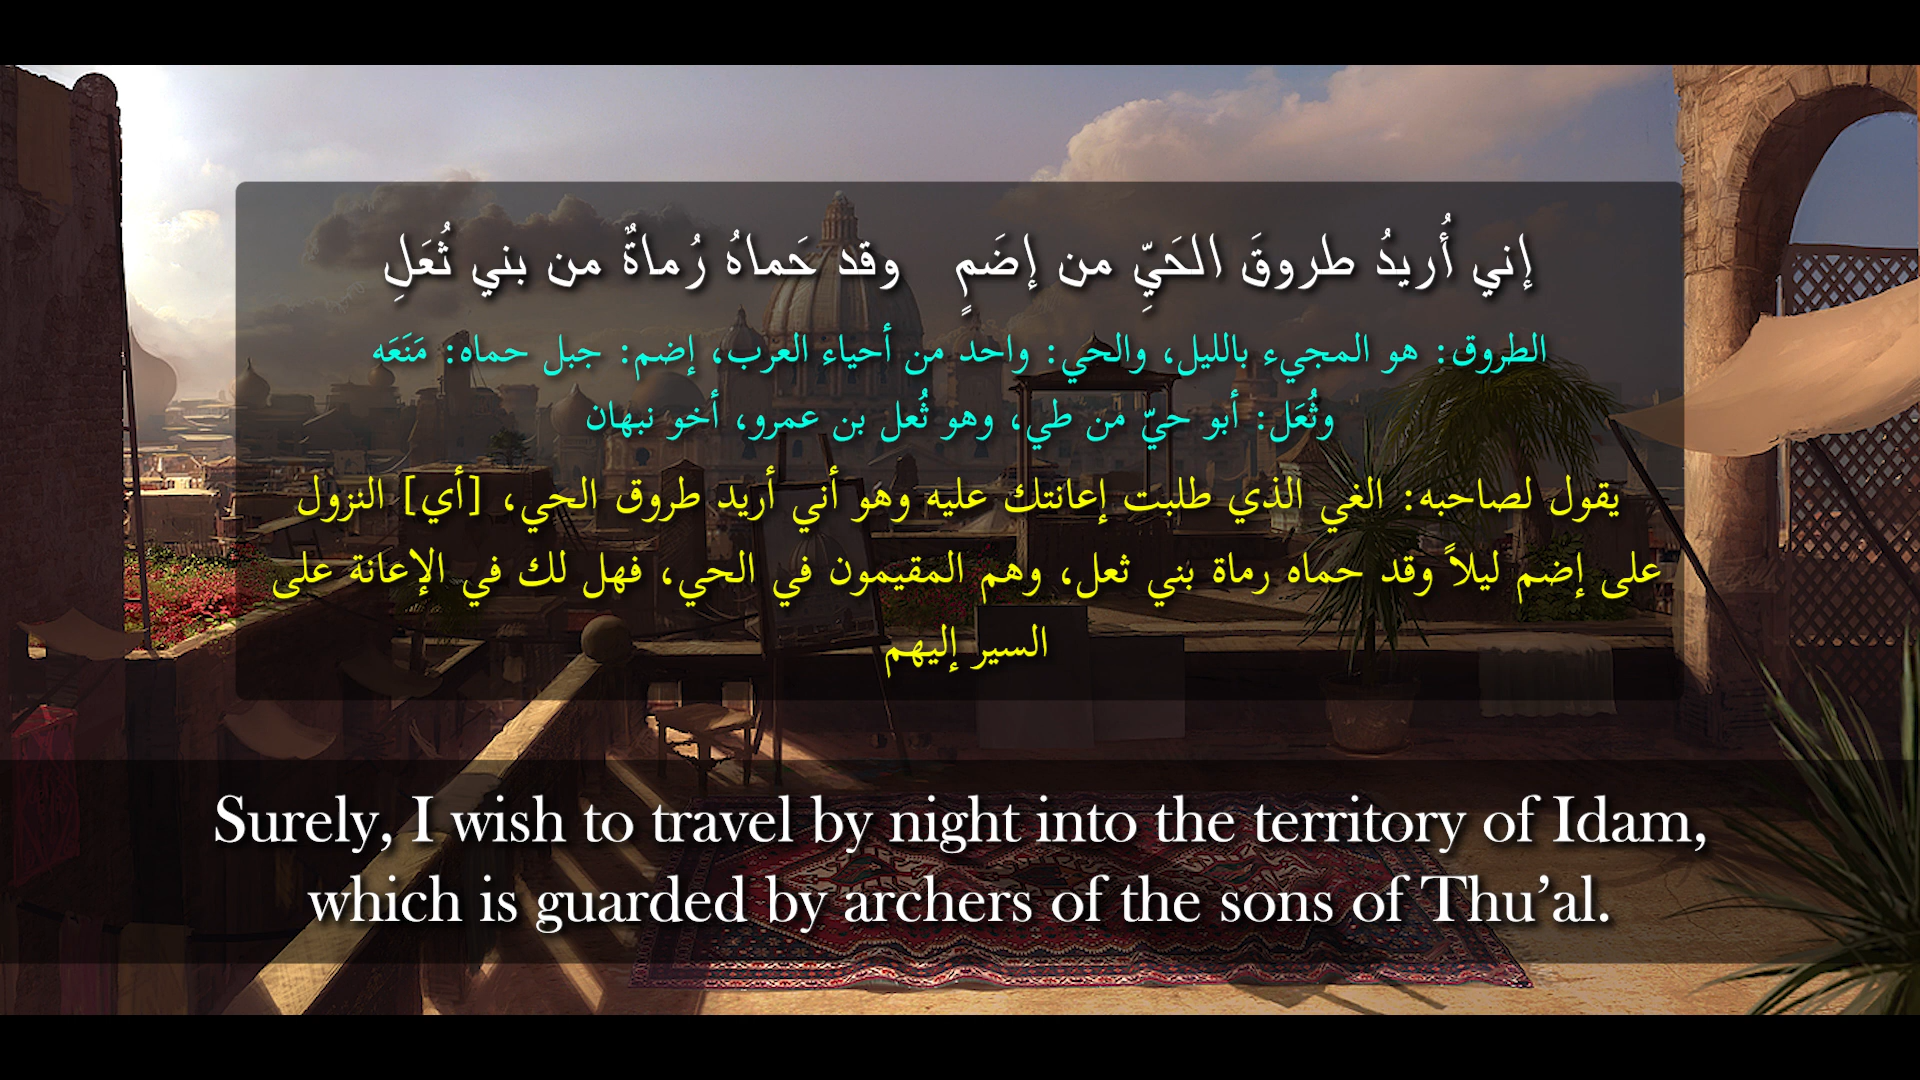 إني أُريدُ طروقَ الحَيِّ من إضَمٍ وقد حَماهُ رُماةٌ من بني ثُعَلِ
الطروق: هو المجيء بالليل، والحي: واحد من أحياء العرب، إضم: جبل حماه: مَنَعَه
وثُعَل: أبو حيّ من طي، وهو ثُعل بن عمرو، أخو نبهان
يقول لصاحبه: الغي الذي طلبت إعانتك عليه وهو أني أريد طروق الحي، [أي] النزول
على إضم ليلاً وقد حماه رماة بني ثعل، وهم المقيمون في الحي، فهل لك في الإعانة على
السير إليهم
Surely, I wish to travel by night into the territory of Idam,
which is guarded by archers of the sons of Thu’al.